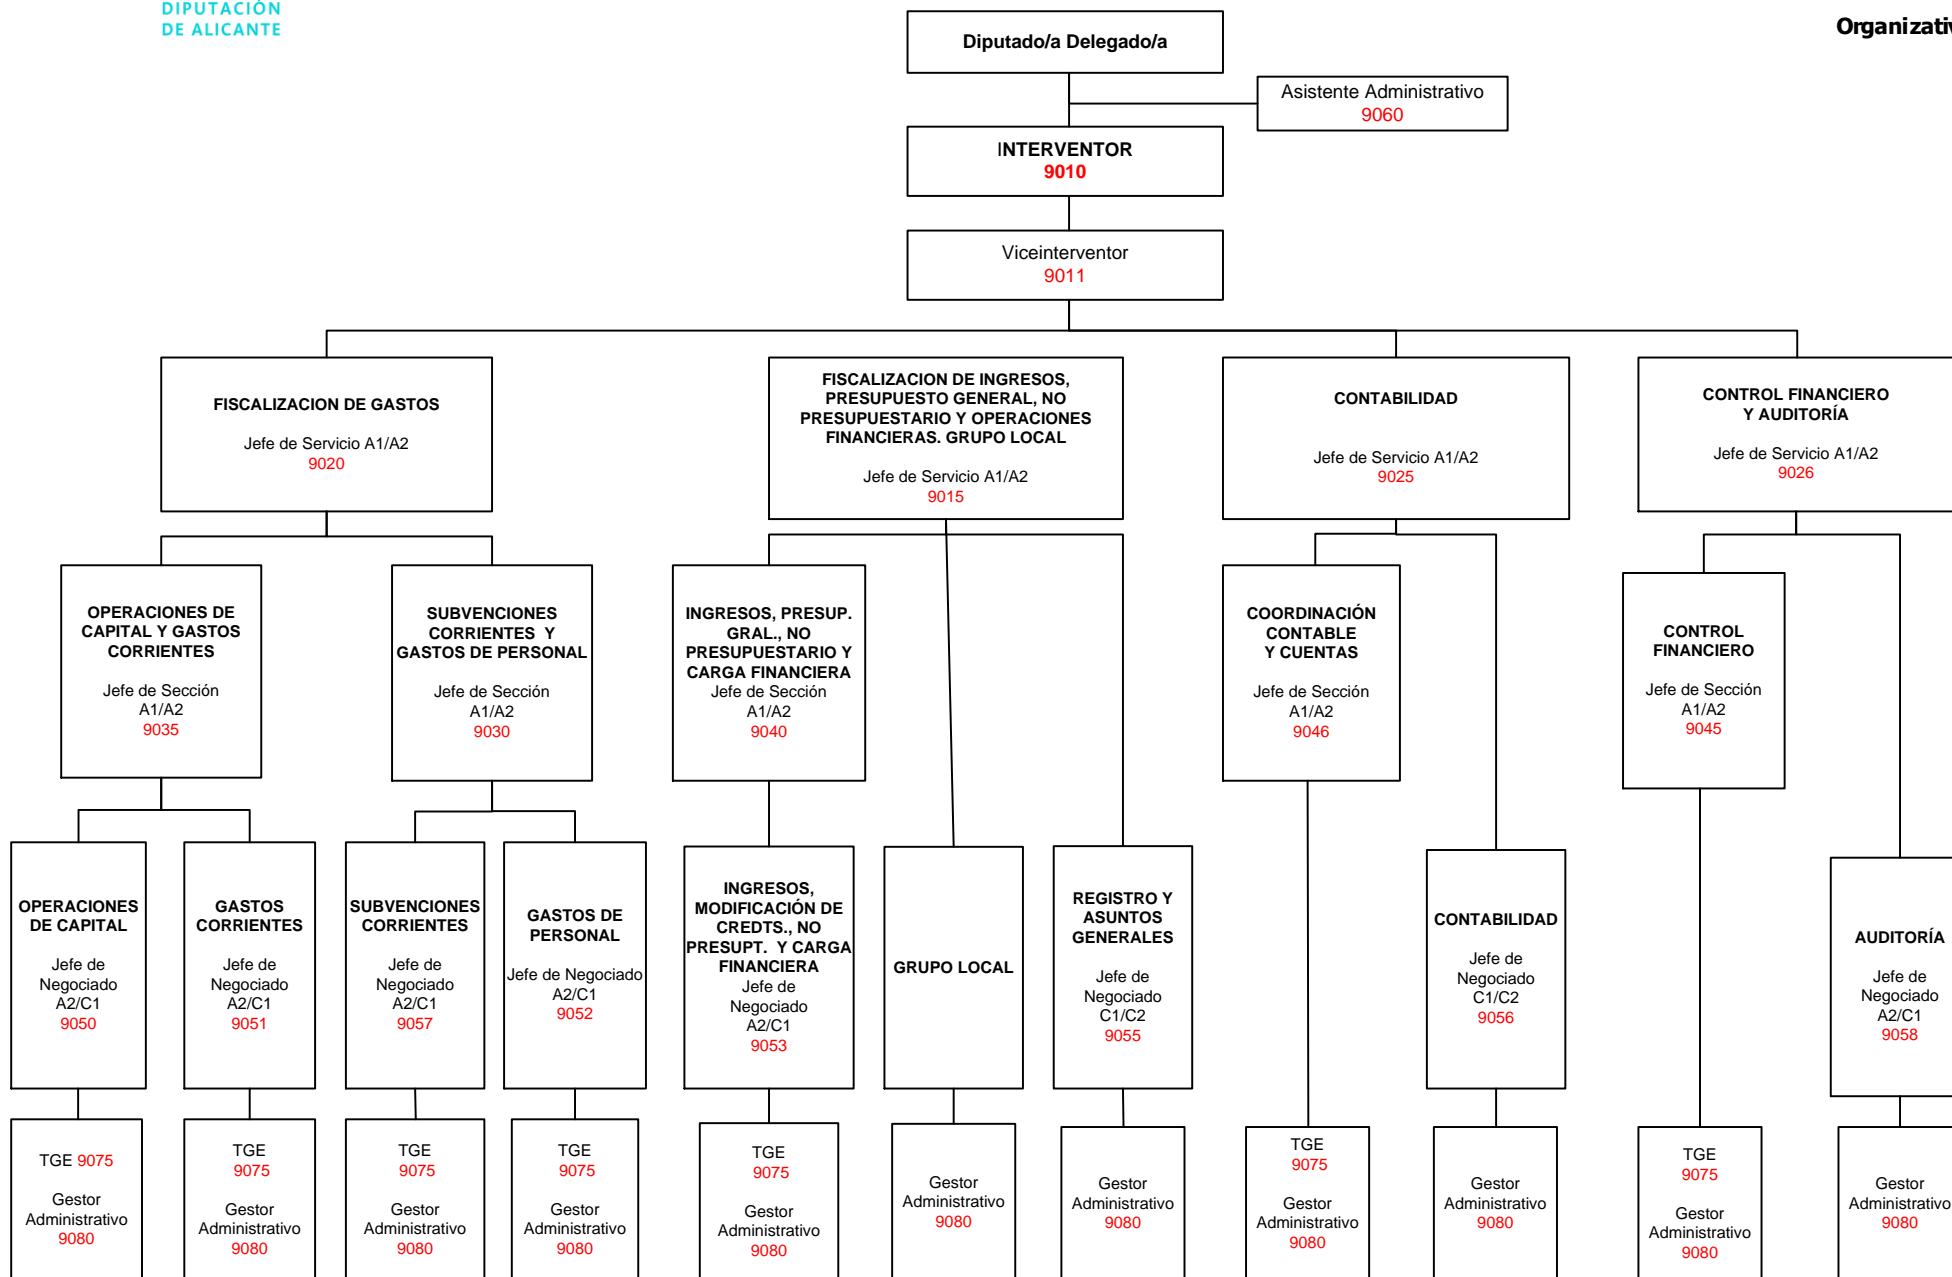 DIPUTACIÓN
DE ALICANTE
Organizativ
Diputado/a Delegado/a
Asistente Administrativo
9060
INTERVENTOR
9010
Viceinterventor
9011
FISCALIZACION DE GASTOS
Jefe de Servicio A1/A2
9020
FISCALIZACION DE INGRESOS,
PRESUPUESTO GENERAL, NO
PRESUPUESTARIO Y OPERACIONES
FINANCIERAS. GRUPO LOCAL
Jefe de Servicio A1/A2
9015
CONTABILIDAD
Jefe de Servicio A1/A2
9025
CONTROL FINANCIERO
Y AUDITORÍA
Jefe de Servicio A1/A2
9026
OPERACIONES DE
CAPITAL Y GASTOS
CORRIENTES
Jefe de Sección
A1/A2
9035
SUBVENCIONES
CORRIENTES Y
GASTOS DE PERSONAL
Jefe de Sección
A1/A2
9030
INGRESOS, PRESUP.
GRAL., NO
PRESUPUESTARIO Y
CARGA FINANCIERA
Jefe de Sección
A1/A2
9040
COORDINACIÓN
CONTABLE
Y CUENTAS
Jefe de Sección
A1/A2
9046
CONTROL
FINANCIERO
Jefe de Sección
A1/A2
9045
OPERACIONES
DE CAPITAL
Jefe de
Negociado
A2/C1
9050
GASTOS
CORRIENTES
Jefe de
Negociado
A2/C1
9051
SUBVENCIONES
CORRIENTES
Jefe de
Negociado
A2/C1
9057
GASTOS DE
PERSONAL
Jefe de Negociado
A2/C1
9052
INGRESOS,
MODIFICACIÓN DE
CREDTS., NO
PRESUPT. Y CARGA
FINANCIERA
Jefe de
Negociado
A2/C1
9053
GRUPO LOCAL
REGISTRO Y
ASUNTOS
GENERALES
Jefe de
Negociado
C1/C2
9055
CONTABILIDAD
Jefe de
Negociado
C1/C2
9056
AUDITORÍA
Jefe de
Negociado
A2/C1
9058
TGE 9075
Gestor
Administrativo
9080
TGE
9075
Gestor
Administrativo
9080
TGE
9075
Gestor
Administrativo
9080
TGE
9075
Gestor
Administrativo
9080
TGE
9075
Gestor
Administrativo
9080
Gestor
Administrativo
9080
Gestor
Administrativo
9080
TGE
9075
Gestor
Administrativo
9080
Gestor
Administrativo
9080
TGE
9075
Gestor
Administrativo
9080
Gestor
Administrativo
9080